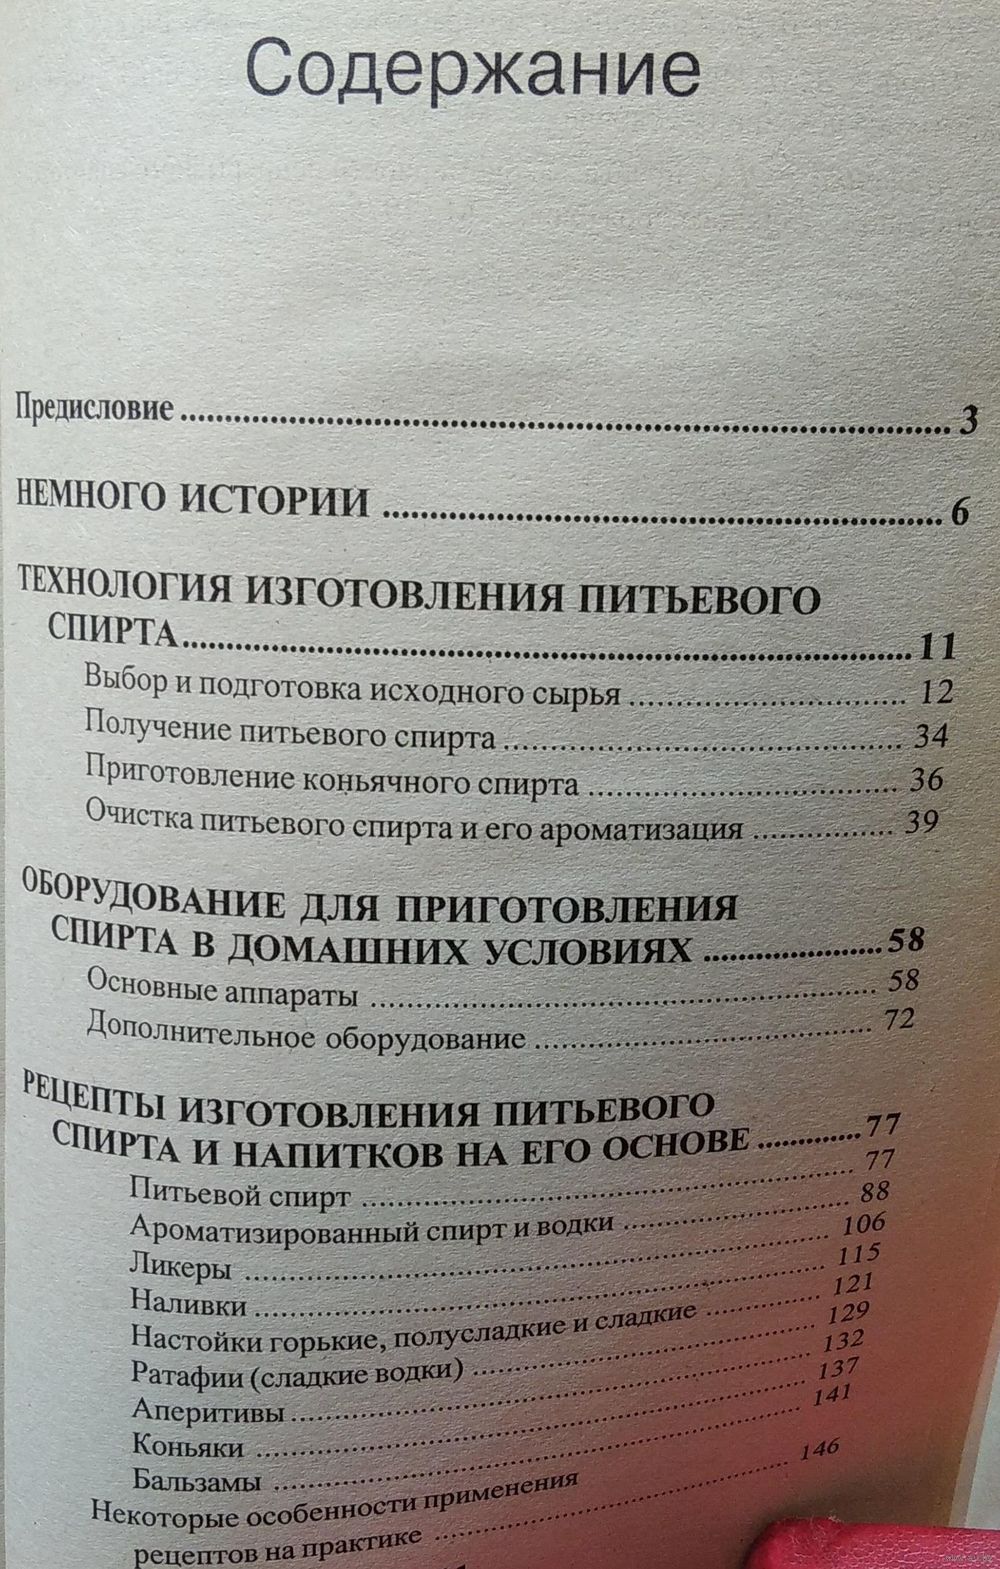 Содержание
Предисловие ..... 3
НЕМНОГО ИСТОРИИ ..... 6
ТЕХНОЛОГИЯ ИЗГОТОВЛЕНИЯ ПИТЬЕВОГО
СПИРТА ..... 11
Выбор и подготовка исходного сырья ..... 12
Получение питьевого спирта ..... 34
Приготовление коньячного спирта ..... 36
Очистка питьевого спирта и его ароматизация ..... 39
ОБОРУДОВАНИЕ ДЛЯ ПРИГОТОВЛЕНИЯ
СПИРТА В ДОМАШНИХ УСЛОВИЯХ ..... 58
Основные аппараты ..... 58
Дополнительное оборудование ..... 72
РЕЦЕПТЫ ИЗГОТОВЛЕНИЯ ПИТЬЕВОГО
СПИРТА И НАПИТКОВ НА ЕГО ОСНОВЕ ..... 77
Питьевой спирт ..... 77
Ароматизированный спирт и водки ..... 88
Ликеры ..... 106
Наливки ..... 115
Настойки горькие, полусладкие и сладкие ..... 121
Ратафии (сладкие водки) ..... 129
Аперитивы ..... 132
Коньяки ..... 137
Бальзамы ..... 141
Некоторые особенности применения
рецептов на практике ..... 146